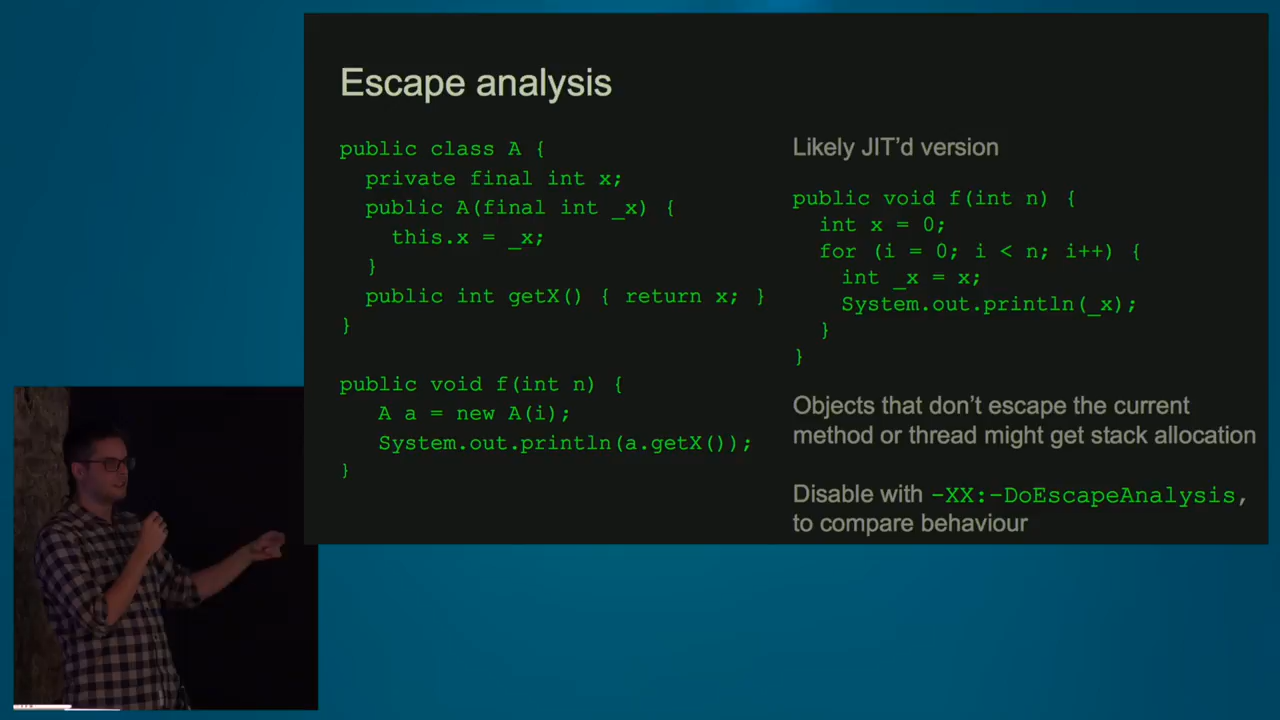 Escape analysis
public class A {
private final int x;
public A(final int _x) {
this.x = _x;
}
public int getX() { return x; }
}
public void f(int n) {
A a = new A(i);
System.out.println(a.getX());
}
Likely JIT’d version
public void f(int n) {
int x = 0;
for (i = 0; i < n; i++) {
int _x = x;
System.out.println(_x);
}
}
Objects that don’t escape the current
method or thread might get stack allocation
Disable with -XX:-DoEscapeAnalysis,
to compare behaviour